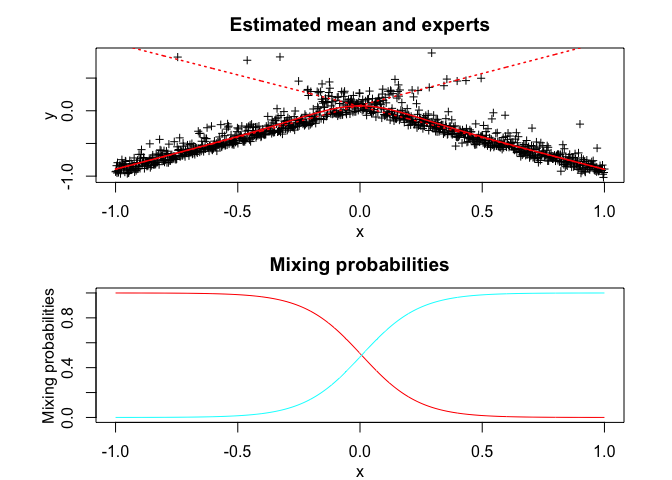 Estimated mean and experts
y
0.0
-1.0
-1.0 -0.5 0.0 0.5 1.0
x
Mixing probabilities
Mixing probabilities
0.8
0.4
0.0
-1.0 -0.5 0.0 0.5 1.0
x